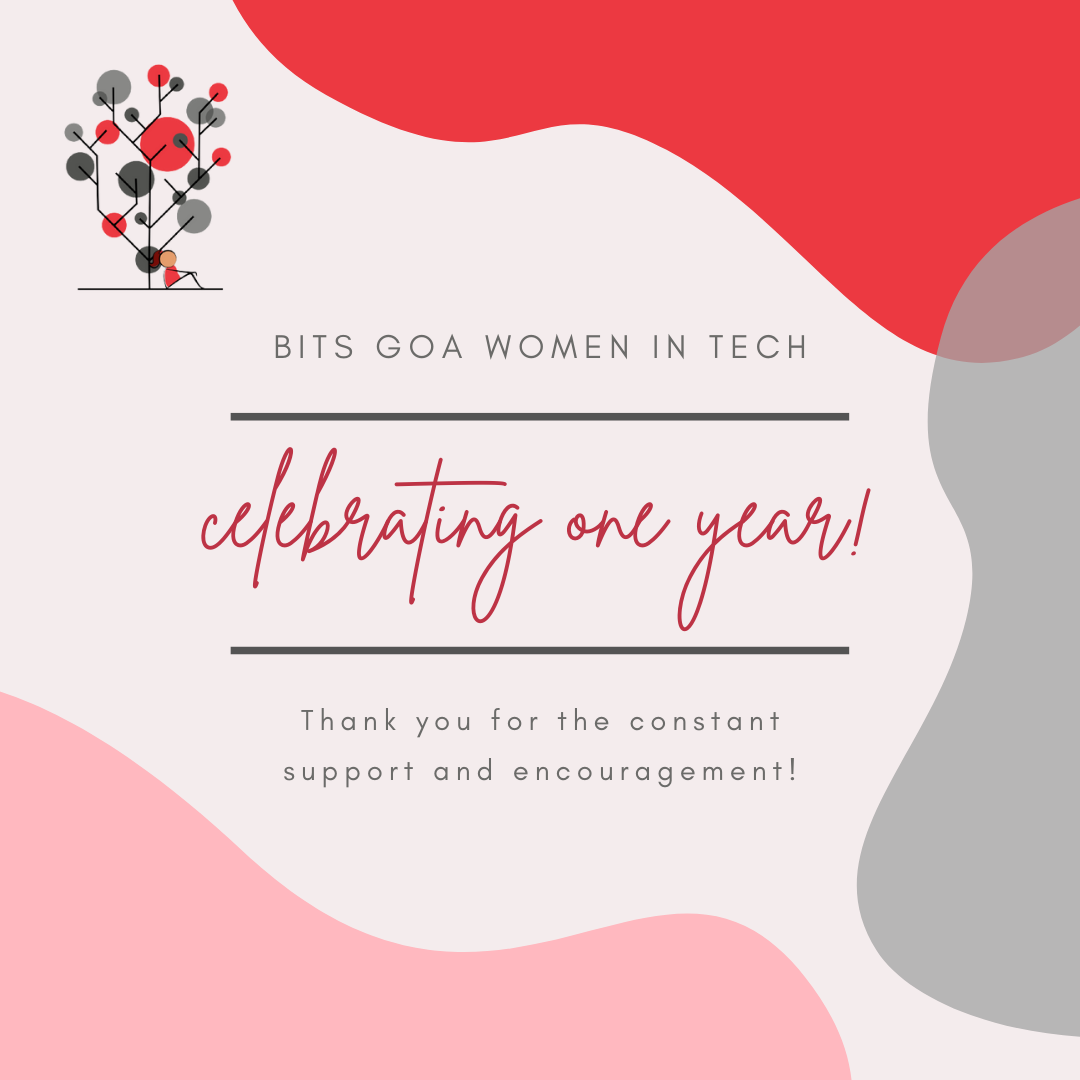 BITS GOA WOMEN IN TECH
celebrating one year!
Thank you for the constant
support and encouragement!